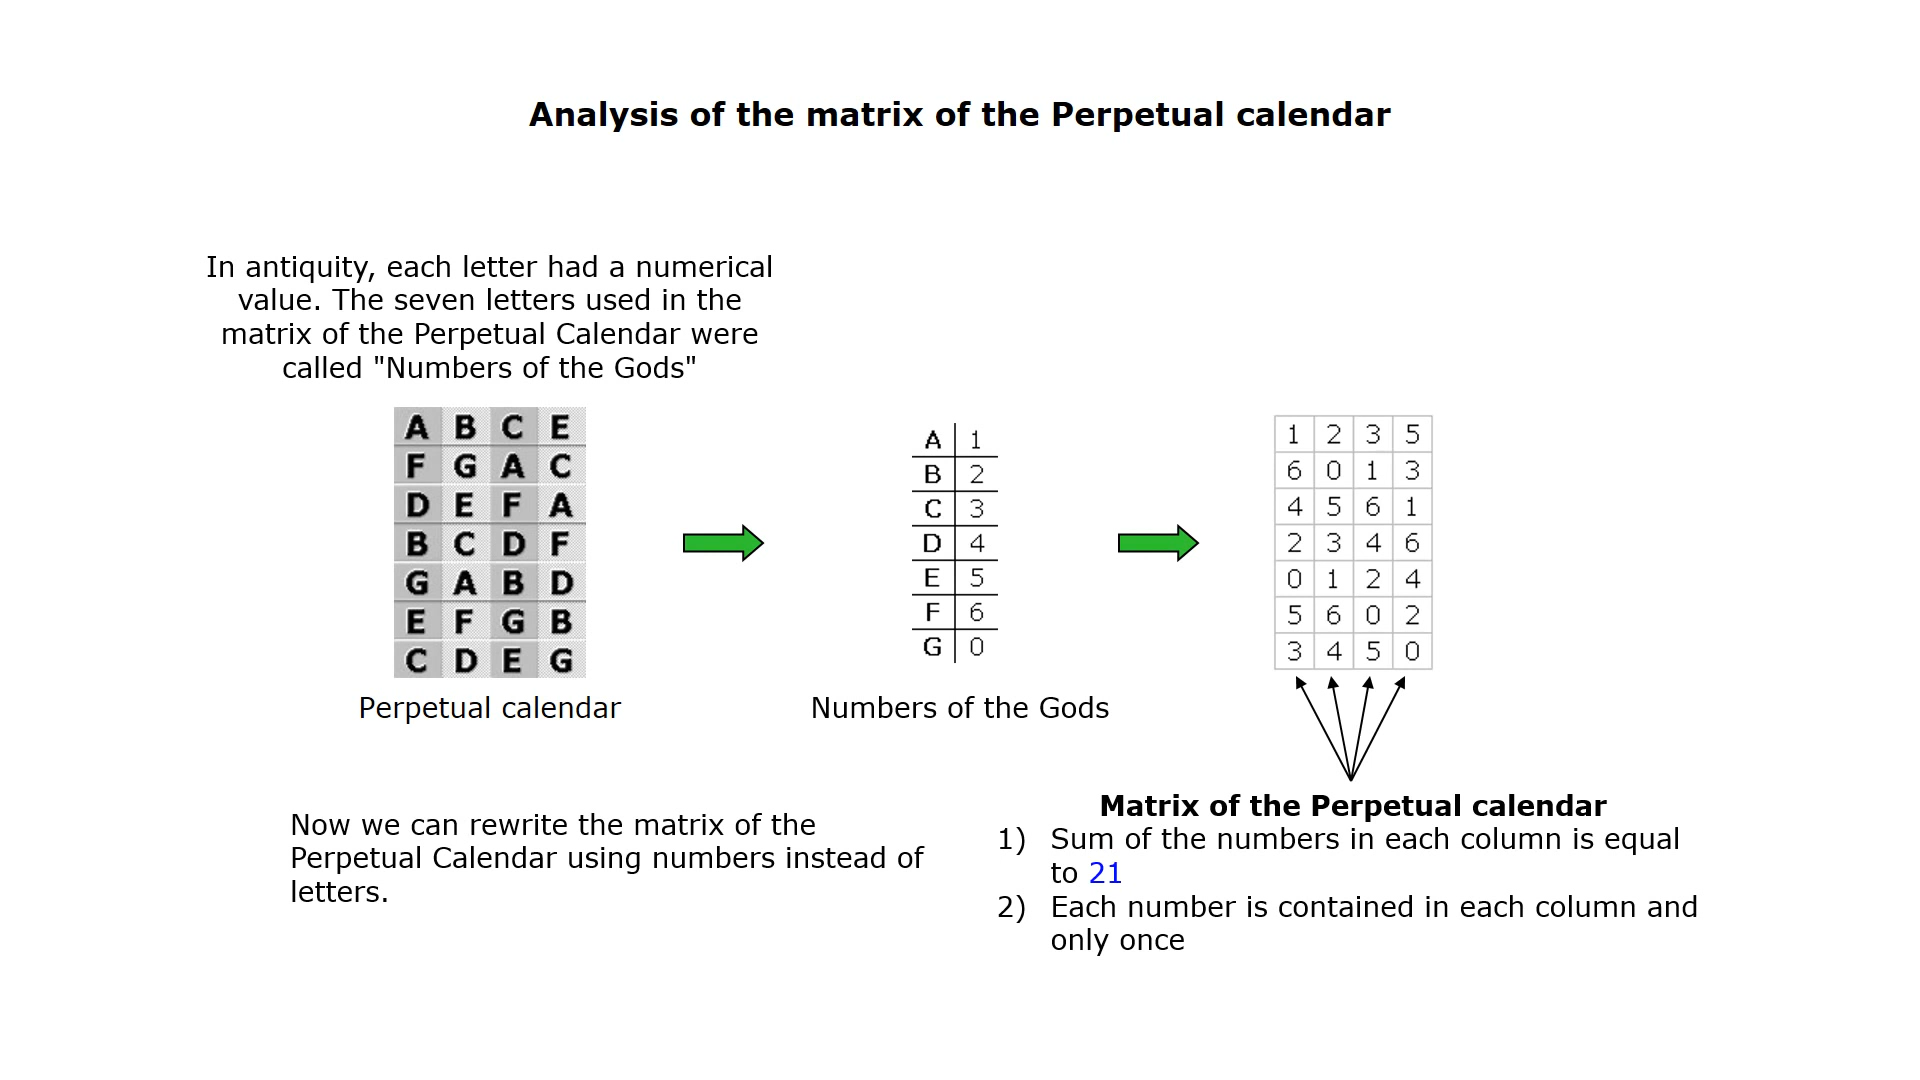 Analysis of the matrix of the Perpetual calendar
In antiquity, each letter had a numerical
value. The seven letters used in the
matrix of the Perpetual Calendar were
called "Numbers of the Gods"
A B C E
F G A C
D E F A
B C D F
G A B D
E F G B
C D E G
Perpetual calendar
A 1
B 2
C 3
D 4
E 5
F 6
G 0
Numbers of the Gods
1 2 3 5
6 0 1 3
4 5 6 1
2 3 4 6
0 1 2 4
5 6 0 2
3 4 5 0
Now we can rewrite the matrix of the
Perpetual Calendar using numbers instead of
letters.
Matrix of the Perpetual calendar
1) Sum of the numbers in each column is equal
to 21
2) Each number is contained in each column and
only once